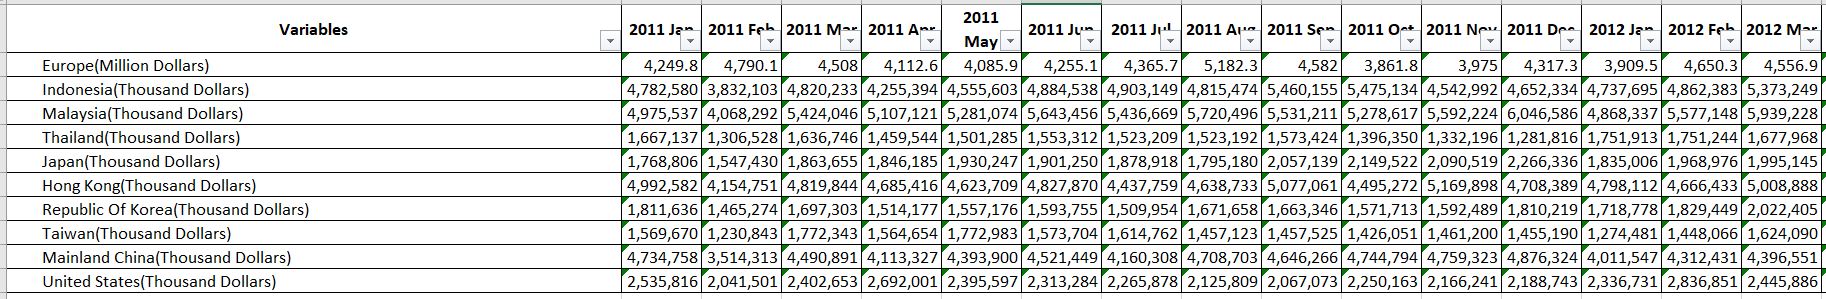 Variables 2011 Jan 2011 Feb 2011 Mar 2011 Apr 2011 May 2011 Jun 2011 Jul 2011 Aug 2011 Sep 2011 Oct 2011 Nov 2011 Dec 2012 Jan 2012 Feb 2012 Mar
Europe(Million Dollars) 4,249.8 4,790.1 4,508 4,112.6 4,085.9 4,255.1 4,365.7 5,182.3 4,582 3,861.8 3,975 4,317.3 3,909.5 4,650.3 4,556.9
Indonesia(Thousand Dollars) 4,782,580 3,832,103 4,820,233 4,255,394 4,555,603 4,884,538 4,903,149 4,815,474 5,460,155 5,475,134 4,542,992 4,652,334 4,737,695 4,862,383 5,373,249
Malaysia(Thousand Dollars) 4,975,537 4,068,292 5,424,046 5,107,121 5,281,074 5,643,456 5,436,669 5,720,496 5,531,211 5,278,617 5,592,224 6,046,586 4,868,337 5,577,148 5,939,228
Thailand(Thousand Dollars) 1,667,137 1,306,528 1,636,746 1,459,544 1,501,285 1,553,312 1,523,209 1,523,192 1,573,424 1,396,350 1,332,196 1,281,816 1,751,913 1,751,244 1,677,968
Japan(Thousand Dollars) 1,768,806 1,547,430 1,863,655 1,846,185 1,930,247 1,901,250 1,878,918 1,795,180 2,057,139 2,149,522 2,090,519 2,266,336 1,835,006 1,968,976 1,995,145
Hong Kong(Thousand Dollars) 4,992,582 4,154,751 4,819,844 4,685,416 4,623,709 4,827,870 4,437,759 4,638,733 5,077,061 4,495,272 5,169,898 4,708,389 4,798,112 4,666,433 5,008,888
Republic Of Korea(Thousand Dollars) 1,811,636 1,465,274 1,697,303 1,514,177 1,557,176 1,593,755 1,509,954 1,671,658 1,663,346 1,571,713 1,592,489 1,810,219 1,718,778 1,829,449 2,022,405
Taiwan(Thousand Dollars) 1,569,670 1,230,843 1,772,343 1,564,654 1,772,983 1,573,704 1,614,762 1,457,123 1,457,525 1,426,051 1,461,200 1,455,190 1,274,481 1,448,066 1,624,090
Mainland China(Thousand Dollars) 4,734,758 3,514,313 4,490,891 4,113,327 4,393,900 4,521,449 4,160,308 4,708,703 4,646,266 4,744,794 4,759,323 4,876,324 4,011,547 4,312,431 4,396,551
United States(Thousand Dollars) 2,535,816 2,041,501 2,402,653 2,692,001 2,395,597 2,313,284 2,265,878 2,125,809 2,067,073 2,250,163 2,166,241 2,188,743 2,336,731 2,836,851 2,445,886